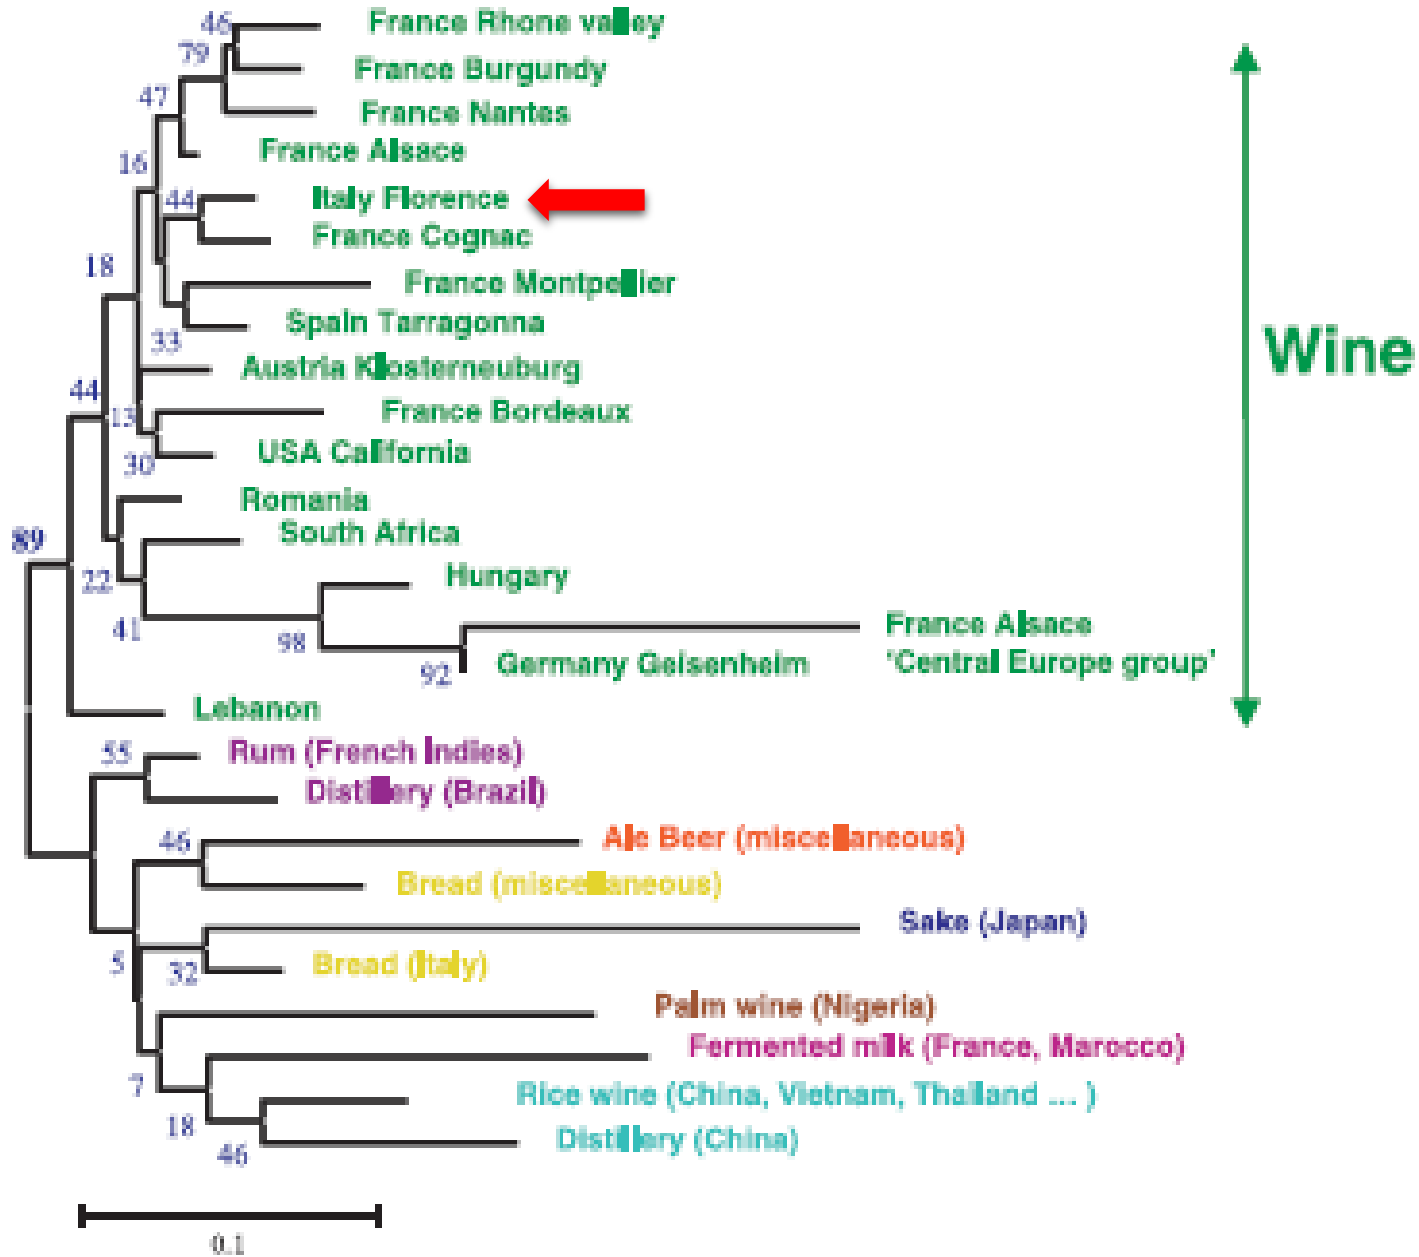 46
France Rhone valley
79
France Burgundy
47
France Nantes
France Alsace
16
44
Italy Florence
France Cognac
18
France Montpellier
33
Spain Tarragonna
Austria Klosterneuburg
44
13
France Bordeaux
30
USA California
Wine
Romania
89
South Africa
22
Hungary
41
98
France Alsace
92
Germany Geisenheim
'Central Europe group'
Lebanon
55
Rum (French Indies)
Distillery (Brazil)
46
Ale Beer (miscellaneous)
Bread (miscellaneous)
Sake (Japan)
5
32
Bread (Italy)
Palm wine (Nigeria)
Fermented milk (France, Marocco)
7
Rice wine (China, Vietnam, Thailand ... )
18
Distillery (China)
46
0.1